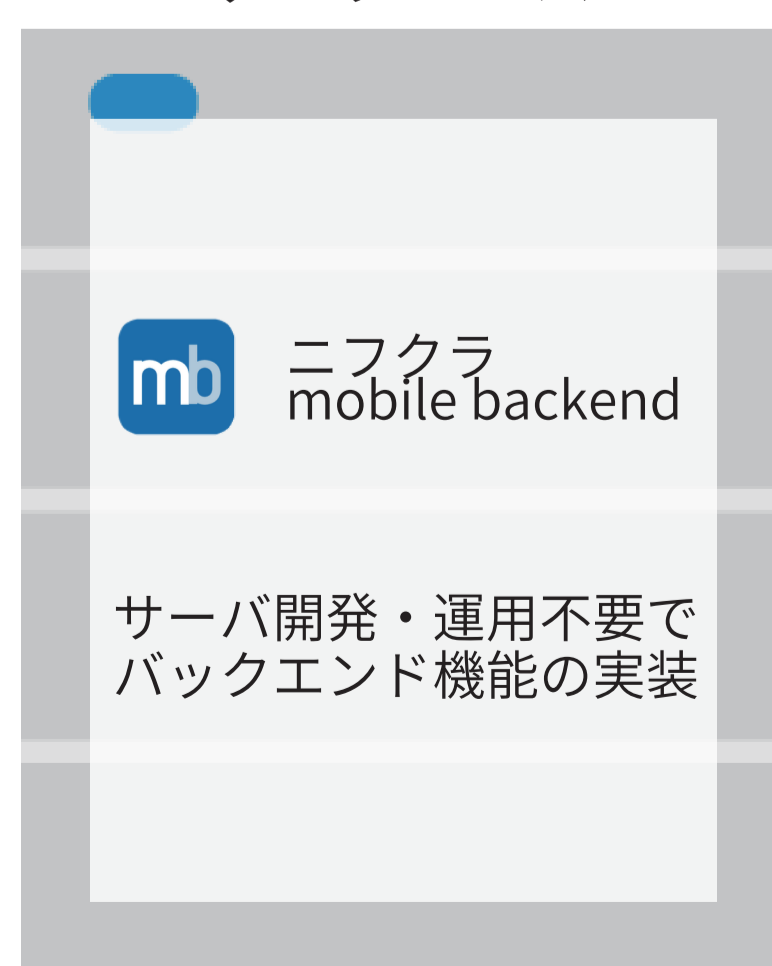 mb
ニフクラ
mobile backend
サーバ開発・運用不要で
バックエンド機能の実装